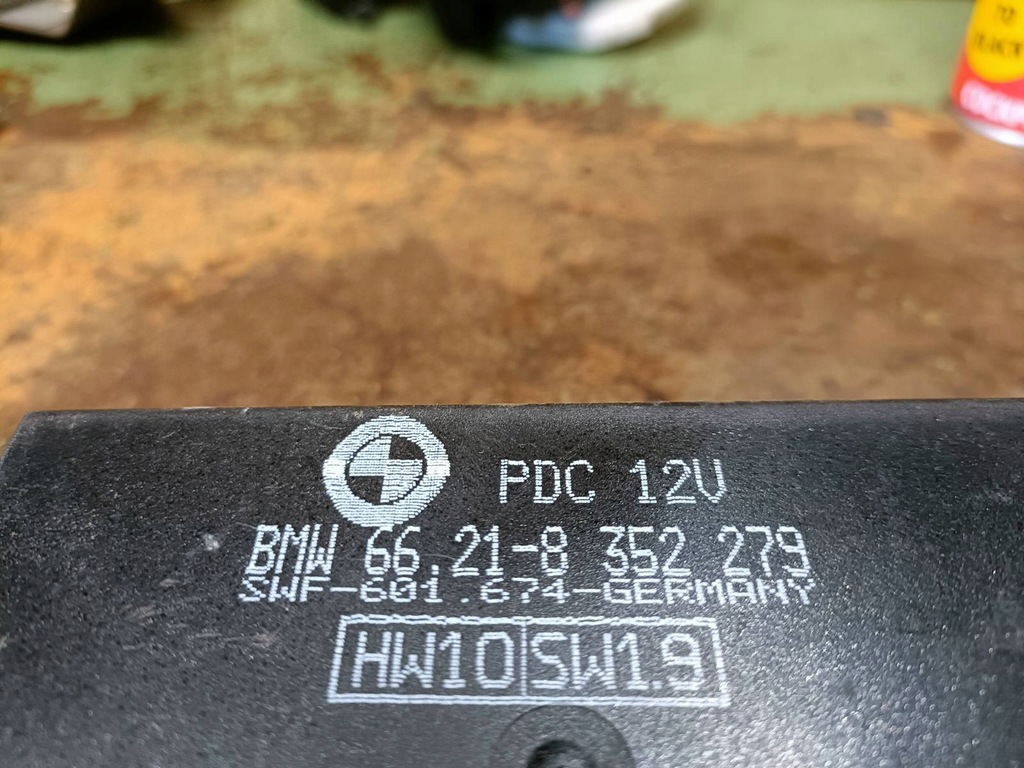 PDC 12V
BMW 66.21-8 352 279
SWF-601.674-GERMANY
HW10 SW1.9